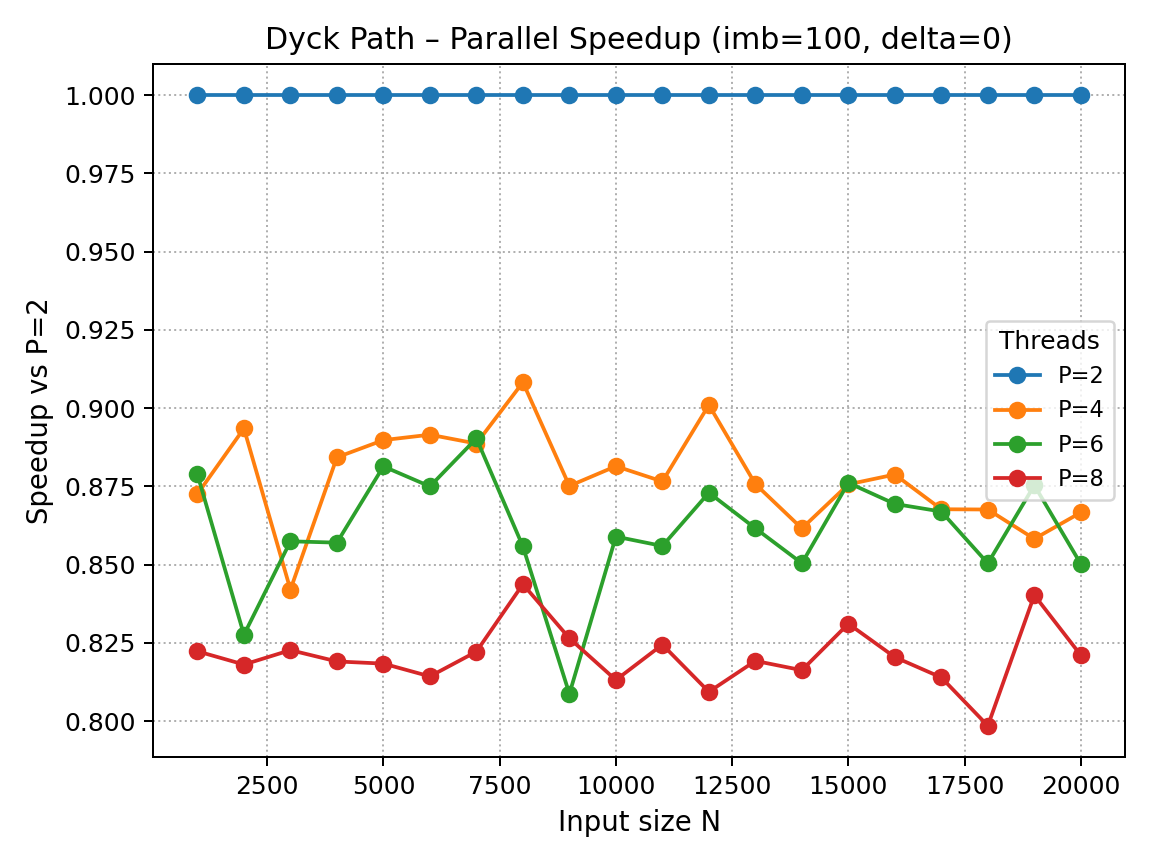 Dyck Path – Parallel Speedup (imb=100, delta=0)
Speedup vs P=2
1.000
0.975
0.950
0.925
0.900
0.875
0.850
0.825
0.800
Threads
P=2
P=4
P=6
P=8
2500 5000 7500 10000 12500 15000 17500 20000
Input size N